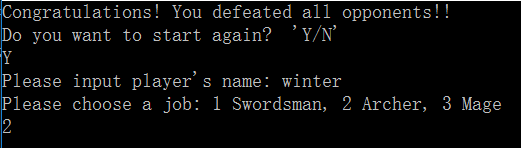 Congratulations! You defeated all opponents!!
Do you want to start again?  'Y/N'
Y
Please input player's name: winter
Please choose a job: 1 Swordsman, 2 Archer, 3 Mage
2